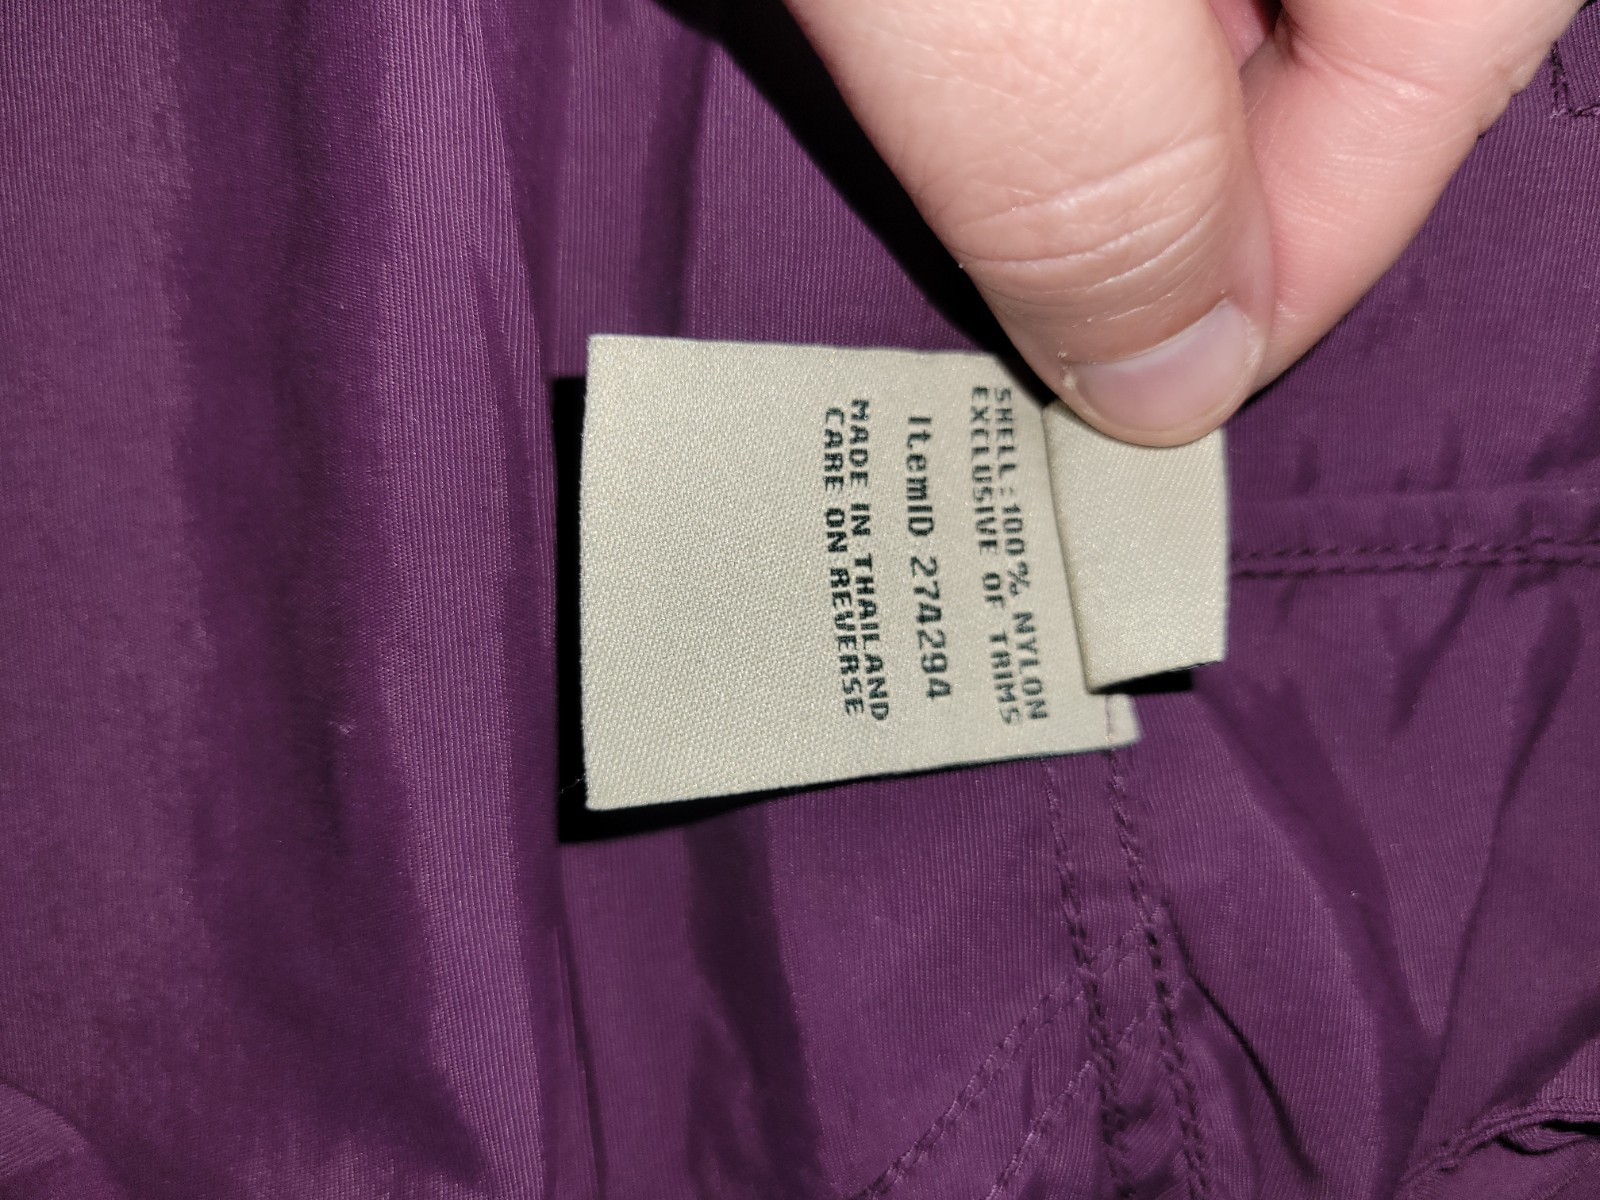 SHELL:100% NYLON
EXCLUSIVE OF TRIMS
ItemID 274294
MADE IN THAILAND
CARE ON REVERSE